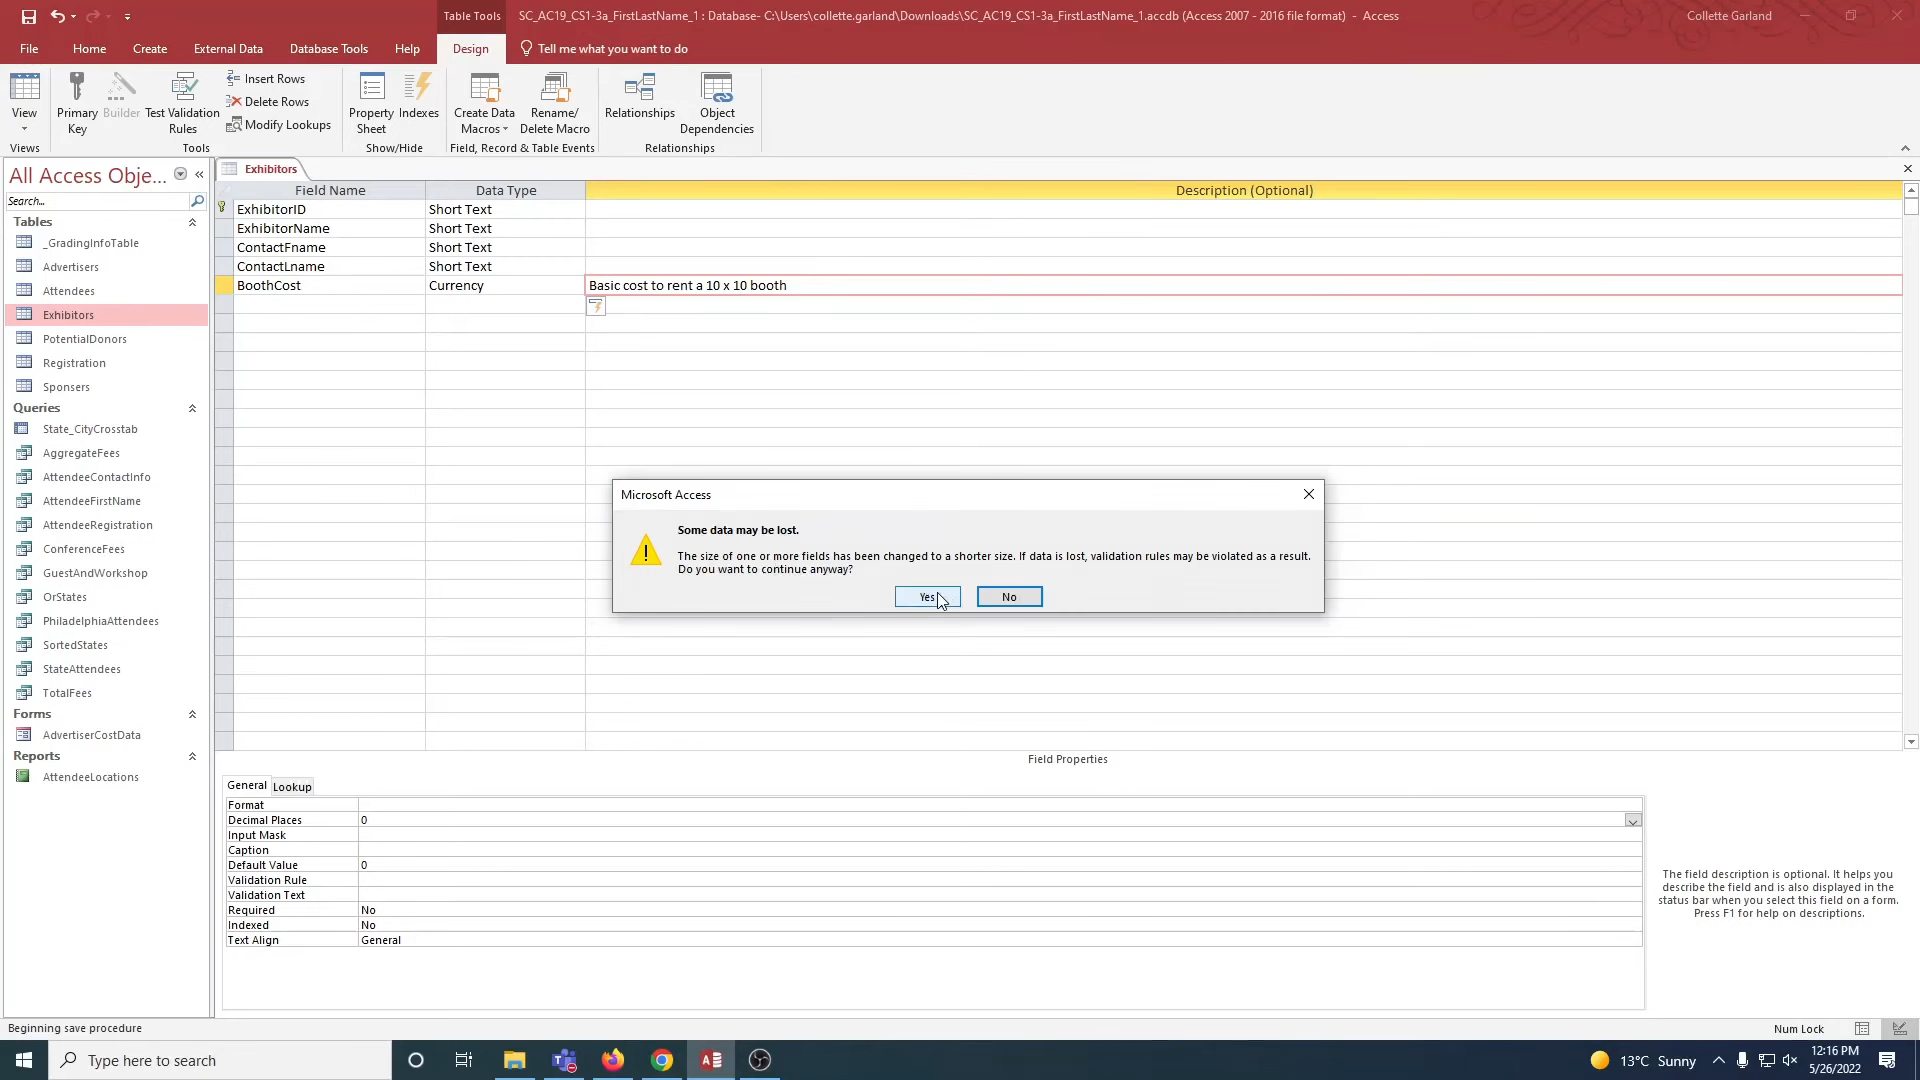 Table Tools
SC_AC19_CS1-3a_FirstLastName_1 : Database- C:\Users\collette.garland\Downloads\SC_AC19_CS1-3a_FirstLastName_1.accdb (Access 2007 - 2016 file format) - Access
Collette Garland
File Home Create External Data Database Tools Help Design Tell me what you want to do
View
Primary Key
Builder
Test Validation Rules
Insert Rows
Delete Rows
Modify Lookups
Property Sheet
Indexes
Create Data Macros
Rename/ Delete Macro
Relationships
Object Dependencies
Views Tools Show/Hide Field, Record & Table Events Relationships
All Access Obje...
Search...
Tables
_GradingInfoTable
Advertisers
Attendees
Exhibitors
PotentialDonors
Registration
Sponsers
Queries
State_CityCrosstab
AggregateFees
AttendeeContactInfo
AttendeeFirstName
AttendeeRegistration
ConferenceFees
GuestAndWorkshop
OrStates
PhiladelphiaAttendees
SortedStates
StateAttendees
TotalFees
Forms
AdvertiserCostData
Reports
AttendeeLocations
Exhibitors
Field Name Data Type Description (Optional)
ExhibitorID Short Text
ExhibitorName Short Text
ContactFname Short Text
ContactLname Short Text
BoothCost Currency Basic cost to rent a 10 x 10 booth
Microsoft Access
Some data may be lost.
The size of one or more fields has been changed to a shorter size. If data is lost, validation rules may be violated as a result.
Do you want to continue anyway?
Yes No
Field Properties
General Lookup
Format
Decimal Places 0
Input Mask
Caption
Default Value 0
Validation Rule
Validation Text
Required No
Indexed No
Text Align General
The field description is optional. It helps you
describe the field and is also displayed in the
status bar when you select this field on a form.
Press F1 for help on descriptions.
Beginning save procedure
Num Lock
Type here to search
13°C Sunny
12:16 PM
5/26/2022